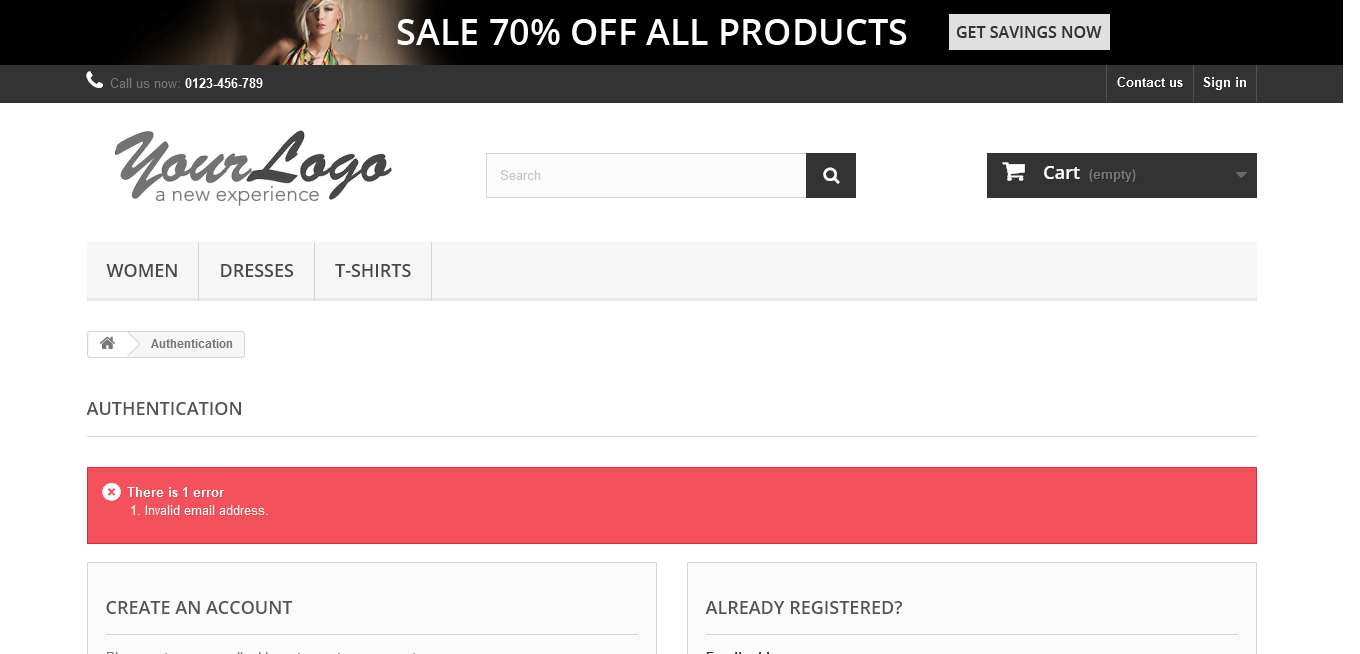 SALE 70% OFF ALL PRODUCTS GET SAVINGS NOW
Call us now: 0123-456-789 Contact us Sign in
YourLogo
a new experience
Search
Cart (empty)
WOMEN DRESSES T-SHIRTS
Authentication
AUTHENTICATION
There is 1 error
1. Invalid email address.
CREATE AN ACCOUNT
ALREADY REGISTERED?